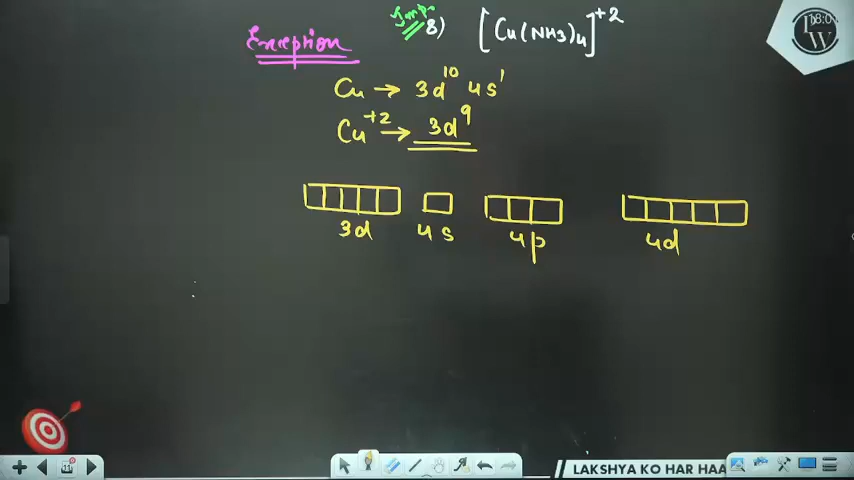 Exception
Imp. 8) [Cu(NH3)4]+2
Cu → 3d10 4s1
Cu+2 → 3d9
3d 4s 4p 4d
LAKSHYA KO HAR HAA